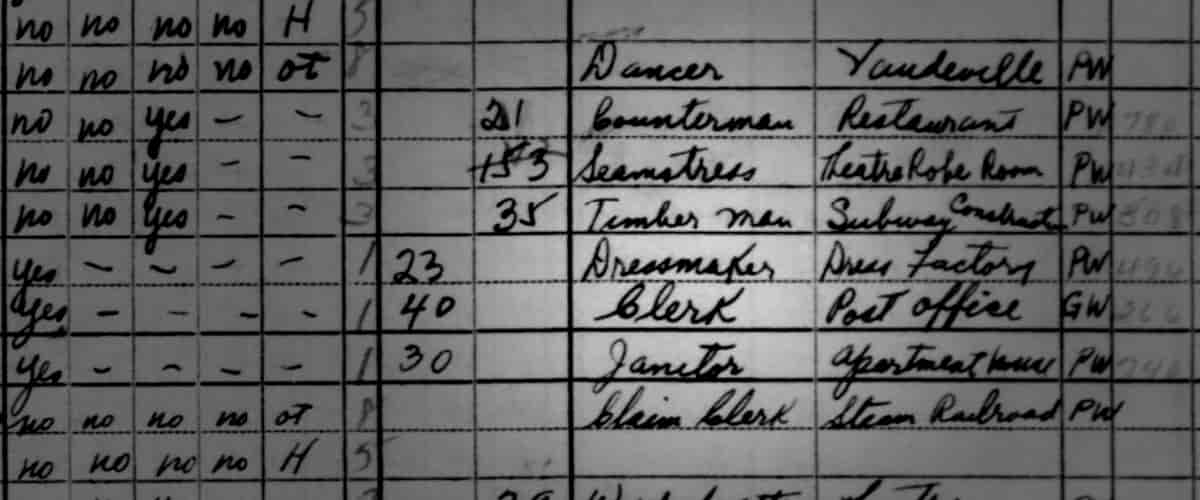 no no no no H 5
no no no no ot 8 Dancer Vaudeville PW
no no yes - - 3 21 Counterman Restaurant PW
no no yes - - 3 Seamstress Theatre Robe Room PW
no no yes - - 3 35 Timber man Subway Construct PW
yes - - - - 1 23 Dressmaker Dress Factory PW
yes - - - - 1 40 Clerk Post office GW
yes - - - - 1 30 Janitor apartment house PW
no no no no ot 8 Claim Clerk Steam Railroad PW
no no no no H 5